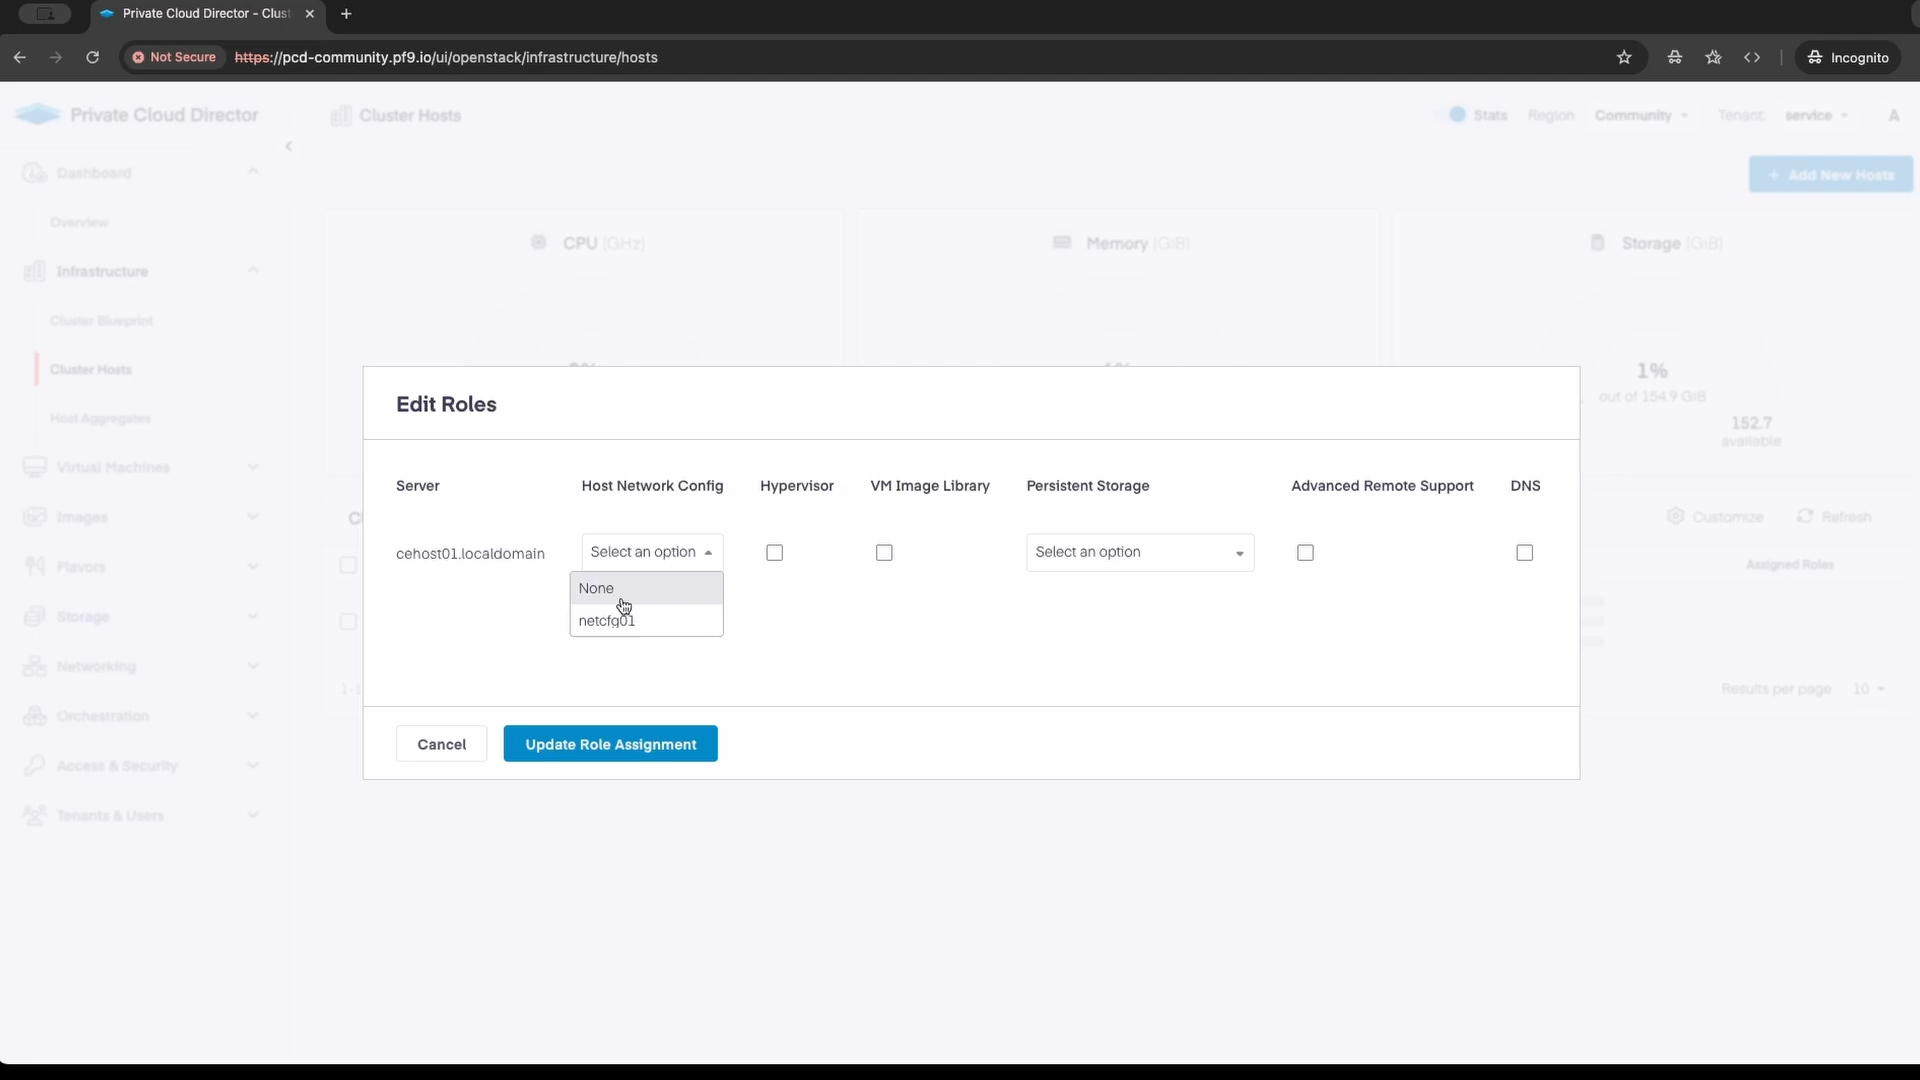 Private Cloud Director - Clust
Not Secure
https://pcd-community.pf9.io/ui/openstack/infrastructure/hosts
Incognito
Private Cloud Director
Cluster Hosts
Stats
Region
Community
Tenant
service
A
Dashboard
+ Add New Hosts
Overview
CPU (GHz)
Memory (GiB)
Storage (GiB)
Infrastructure
Cluster Blueprint
Cluster Hosts
1%
out of 154.9 GiB
Host Aggregates
152.7
available
Edit Roles
Virtual Machines
Server
Host Network Config
Hypervisor
VM Image Library
Persistent Storage
Advanced Remote Support
DNS
Images
Customize
Refresh
cehost01.localdomain
Select an option
Select an option
Flavors
Assigned Roles
None
netcfg01
Storage
Networking
Results per page
10
Orchestration
Cancel
Update Role Assignment
Access & Security
Tenants & Users